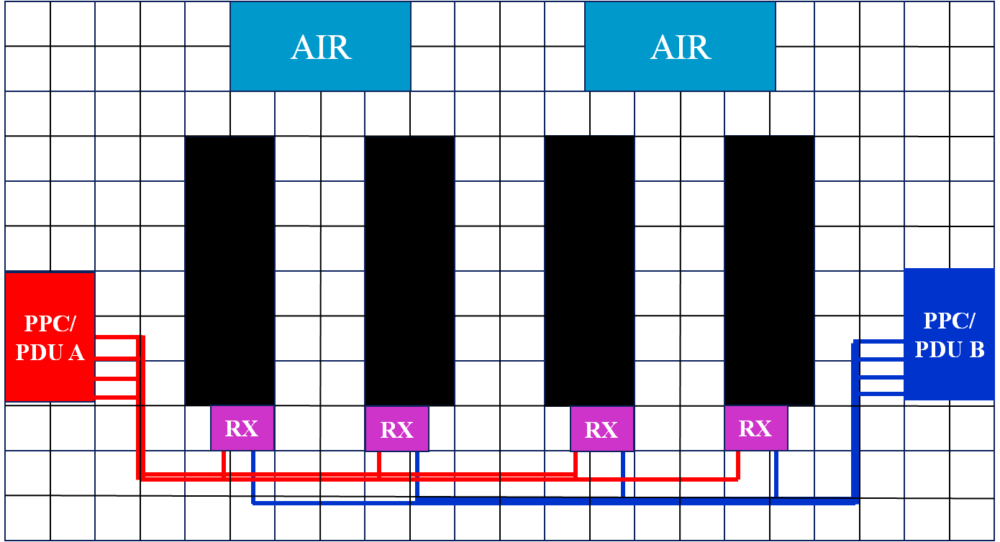 AIR
AIR
PPC/
PDU A
PPC/
PDU B
RX
RX
RX
RX